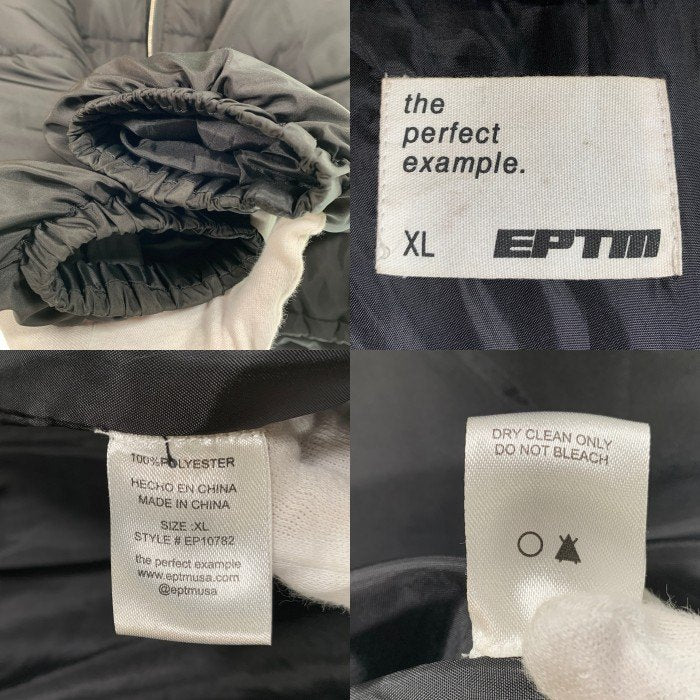 the
perfect
example.
XL EPTM
100%POLYESTER
HECHO EN CHINA
MADE IN CHINA
SIZE :XL
STYLE # EP10782
the perfect example
www.eptmusa.com
@eptmusa
DRY CLEAN ONLY
DO NOT BLEACH